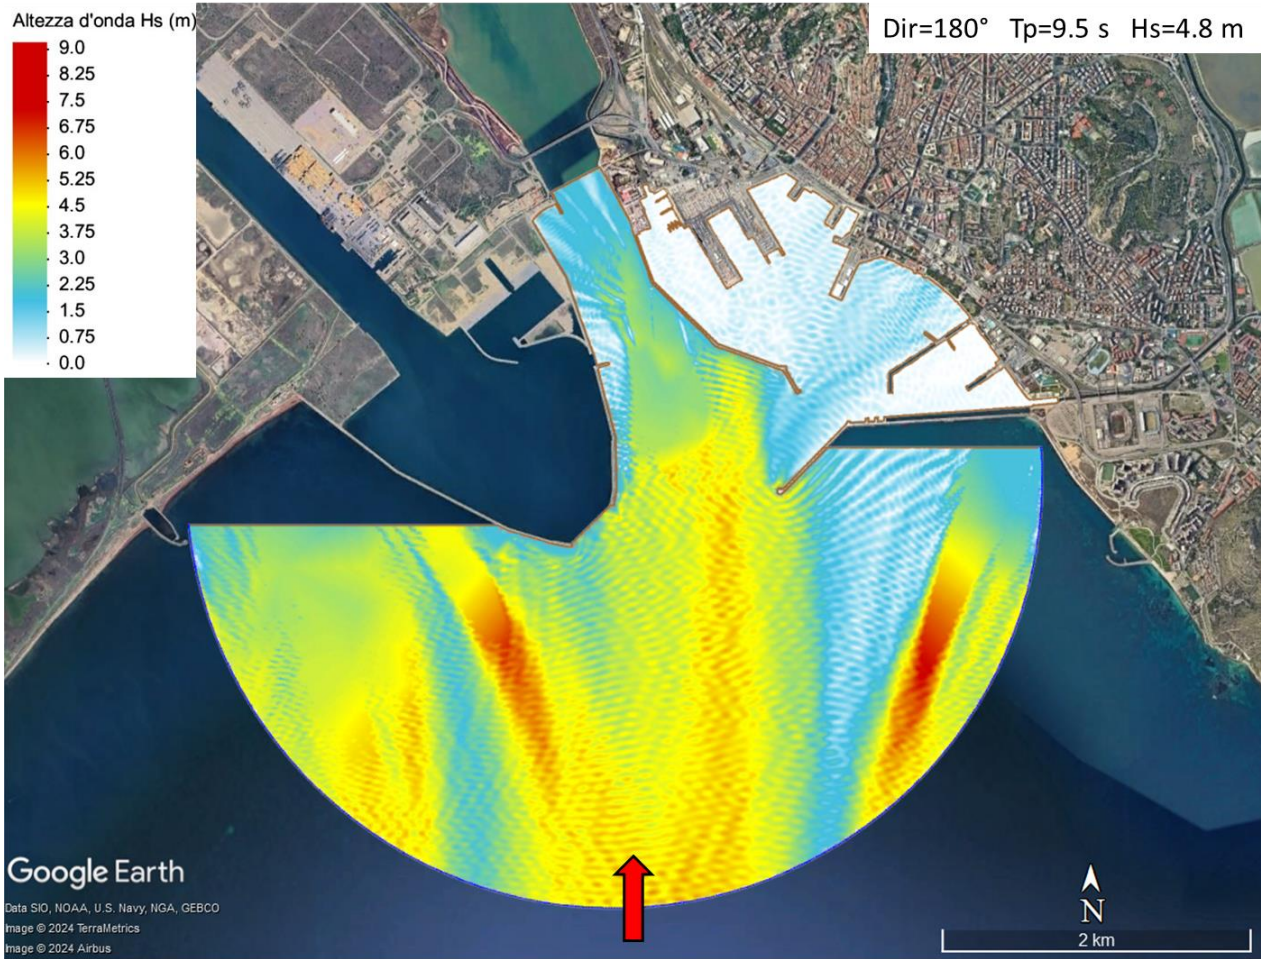 Altezza d'onda Hs (m)
9.0
8.25
7.5
6.75
6.0
5.25
4.5
3.75
3.0
2.25
1.5
0.75
0.0
Dir=180° Tp=9.5 s Hs=4.8 m
Google Earth
Data SIO, NOAA, U.S. Navy, NGA, GEBCO
Image © 2024 TerraMetrics
Image © 2024 Airbus
N
2 km